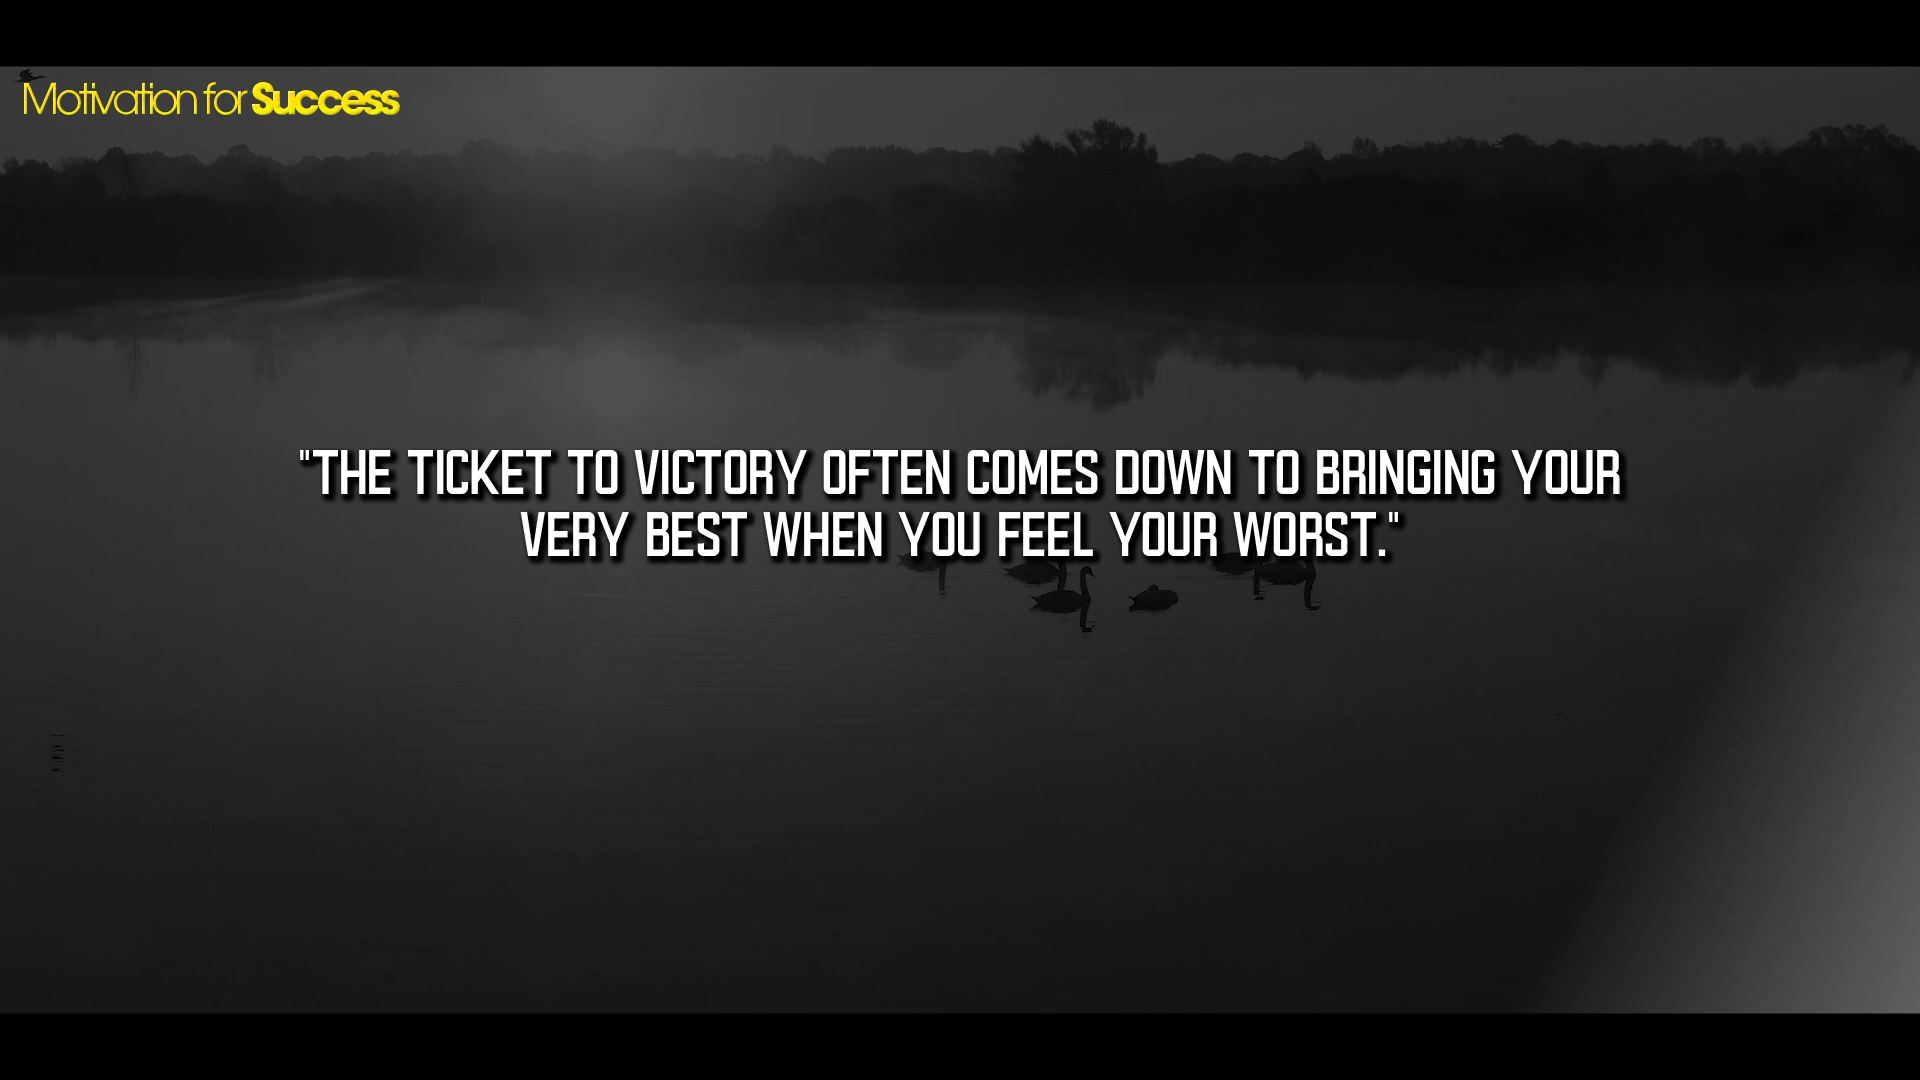 Motivation for Success
"THE TICKET TO VICTORY OFTEN COMES DOWN TO BRINGING YOUR
VERY BEST WHEN YOU FEEL YOUR WORST."